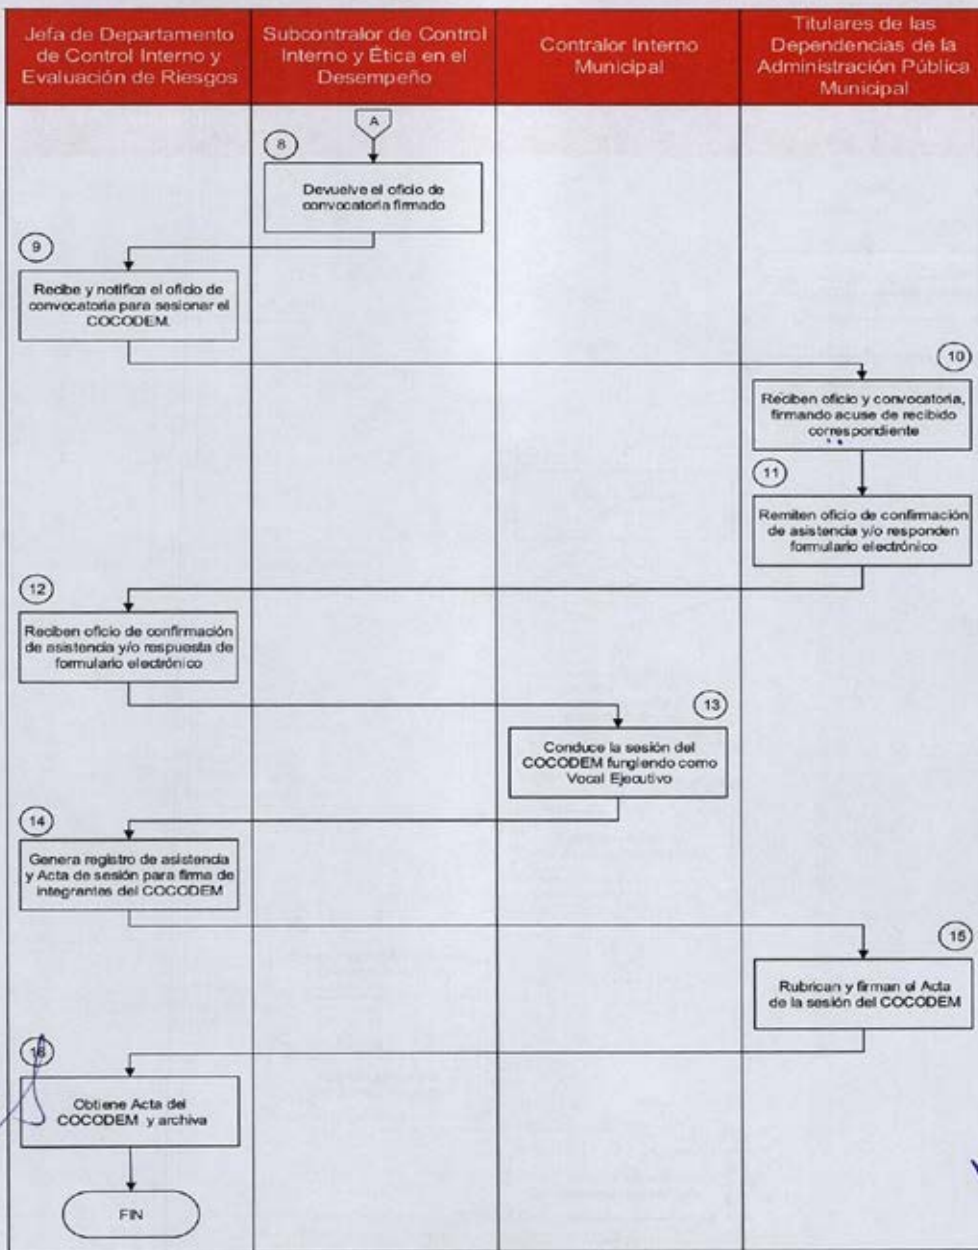 Jefa de Departamento
de Control Interno y
Evaluación de Riesgos
Subcontralor de Control
Interno y Ética en el
Desempeño
Contralor Interno
Municipal
Titulares de las
Dependencias de la
Administración Pública
Municipal
A
8
Devuelve el oficio de
convocatoria firmado
9
Recibe y notifica el oficio de
convocatoria para sesionar el
COCODEM.
10
Reciben oficio y convocatoria,
firmando acuse de recibido
correspondiente
11
Remiten oficio de confirmación
de asistencia y/o responden
formulario electrónico
12
Reciben oficio de confirmación
de asistencia y/o respuesta de
formulario electrónico
13
Conduce la sesión del
COCODEM fungiendo como
Vocal Ejecutivo
14
Genera registro de asistencia
y Acta de sesión para firma de
integrantes del COCODEM
15
Rubrican y firman el Acta
de la sesión del COCODEM
16
Obtiene Acta del
COCODEM y archiva
FIN